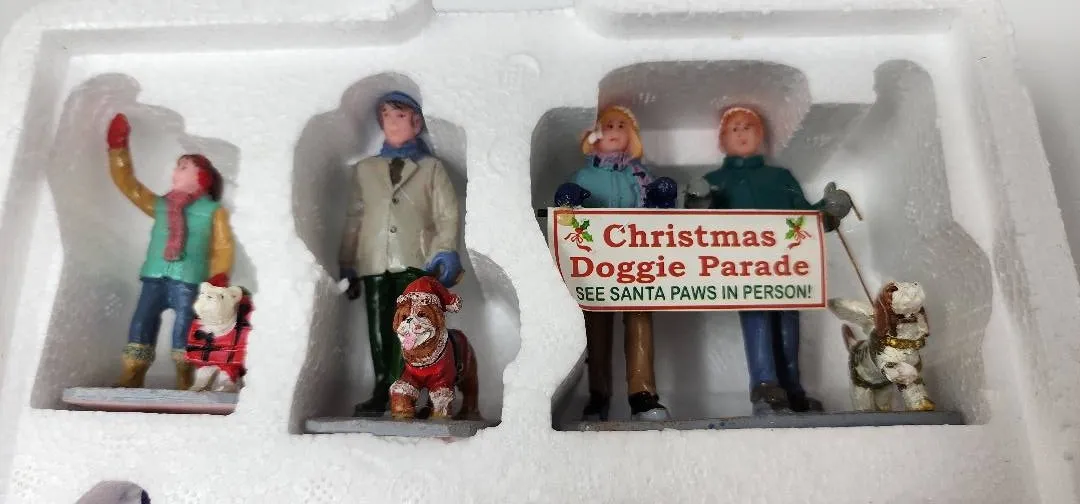 Christmas
Doggie Parade
SEE SANTA PAWS IN PERSON!